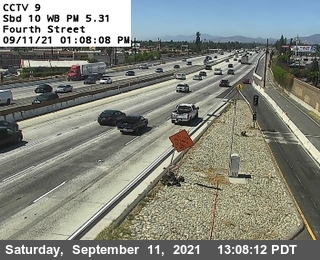 CCTV 9
Sbd 10 WB PM 5.31
Fourth Street
09/11/21 01:08:08 PM
Saturday, September 11, 2021 13:08:12 PDT